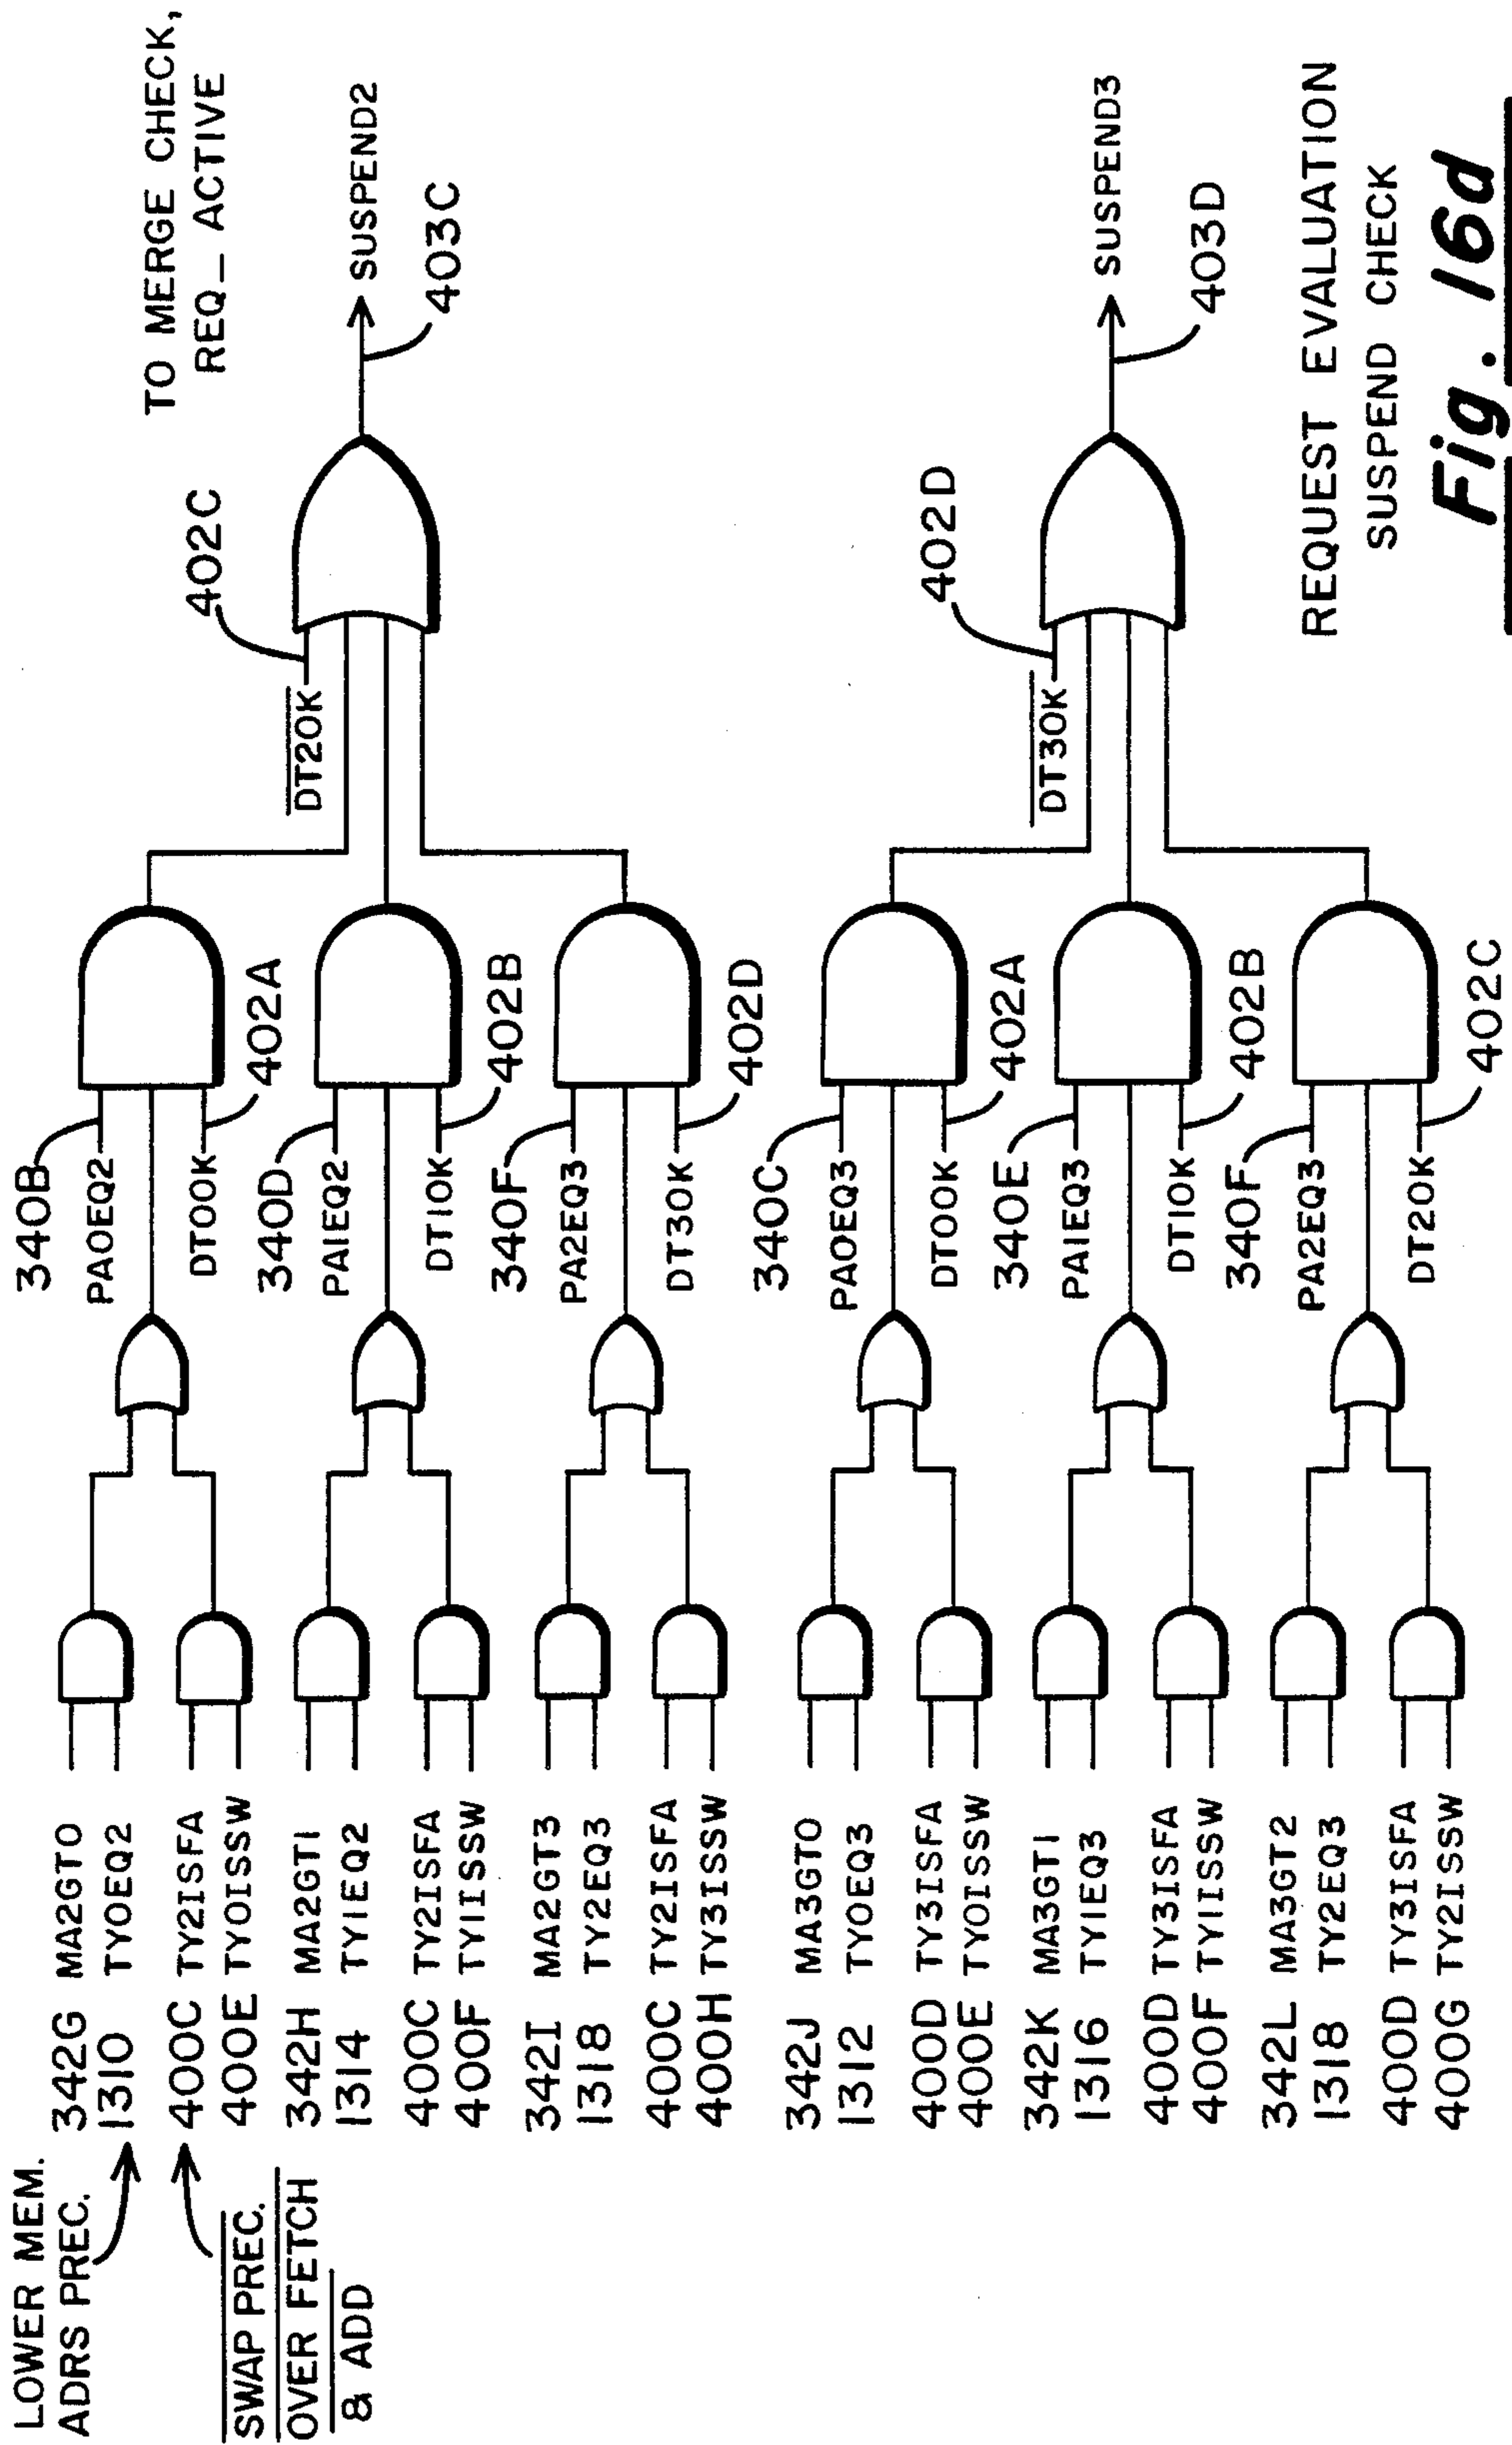 LOWER MEM.
ADRS PREC.
SWAP PREC.
OVER FETCH
& ADD
342G MA2GT0
1310 TY0EQ2
400C TY2ISFA
400E TY0ISSW
342H MA2GT1
1314 TY1EQ2
400C TY2ISFA
400F TY1ISSW
342I MA2GT3
1318 TY2EQ3
400C TY2ISFA
400H TY3ISSW
340B
PA0EQ2
DT0OK
402A
340D
PA1EQ2
DT1OK
402B
340F
PA2EQ3
DT3OK
402D
DT2OK
402C
TO MERGE CHECK,
REQ_ ACTIVE
SUSPEND2
403C
342J MA3GT0
1312 TY0EQ3
400D TY3ISFA
400E TY0ISSW
342K MA3GT1
1316 TY1EQ3
400D TY3ISFA
400F TY1ISSW
342L MA3GT2
1318 TY2EQ3
400D TY3ISFA
400G TY2ISSW
340C
PA0EQ3
DT0OK
402A
340E
PA1EQ3
DT1OK
402B
340F
PA2EQ3
DT2OK
402C
DT3OK
402D
SUSPEND3
403D
REQUEST EVALUATION
SUSPEND CHECK
Fig. 16d